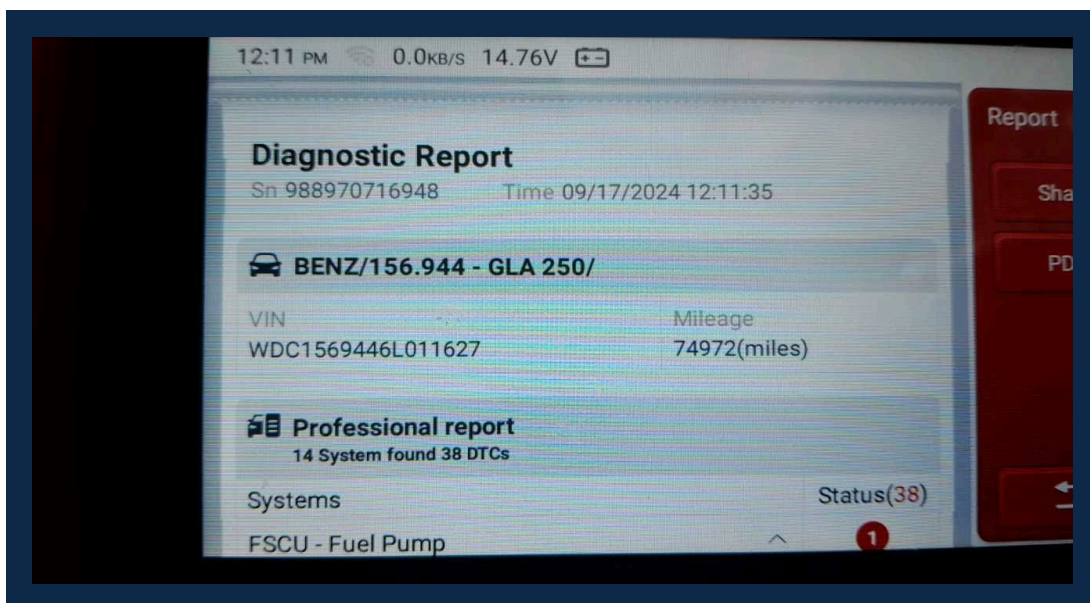 12:11 PM 0.0KB/S 14.76V
Report
Diagnostic Report
Sn 988970716948 Time 09/17/2024 12:11:35
Sha
BENZ/156.944 - GLA 250/
PD
VIN Mileage
WDC1569446L011627 74972(miles)
Professional report
14 System found 38 DTCs
Systems Status(38)
FSCU - Fuel Pump 1